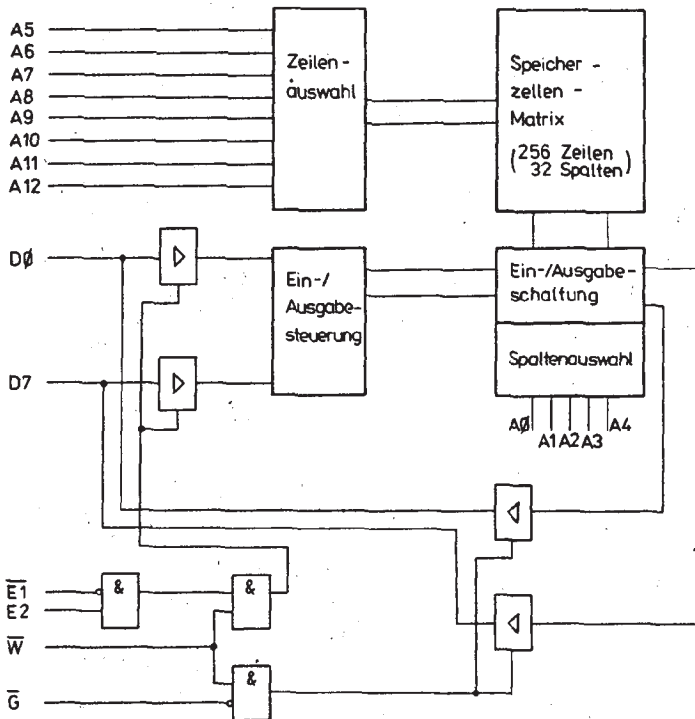 A5
A6
A7
A8
A9
A10
A11
A12
Zeilen-
auswahl
Speicher-
zellen-
Matrix
(256 Zeilen
32 Spalten)
DØ
D7
Ein-/
Ausgabe-
steuerung
Ein-/Ausgabe-
schaltung
Spaltenauswahl
AØ
A1
A2
A3
A4
E1
E2
&
&
W
&
G